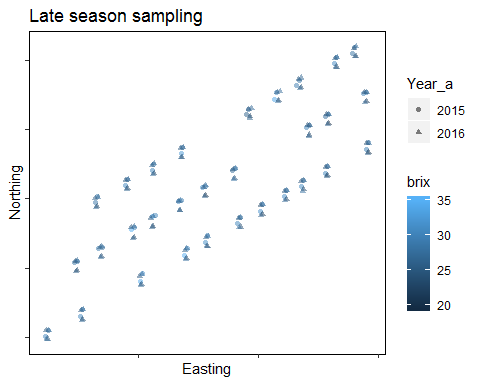 Late season sampling
Northing
Easting
Year_a
2015
2016
brix
35
30
25
20